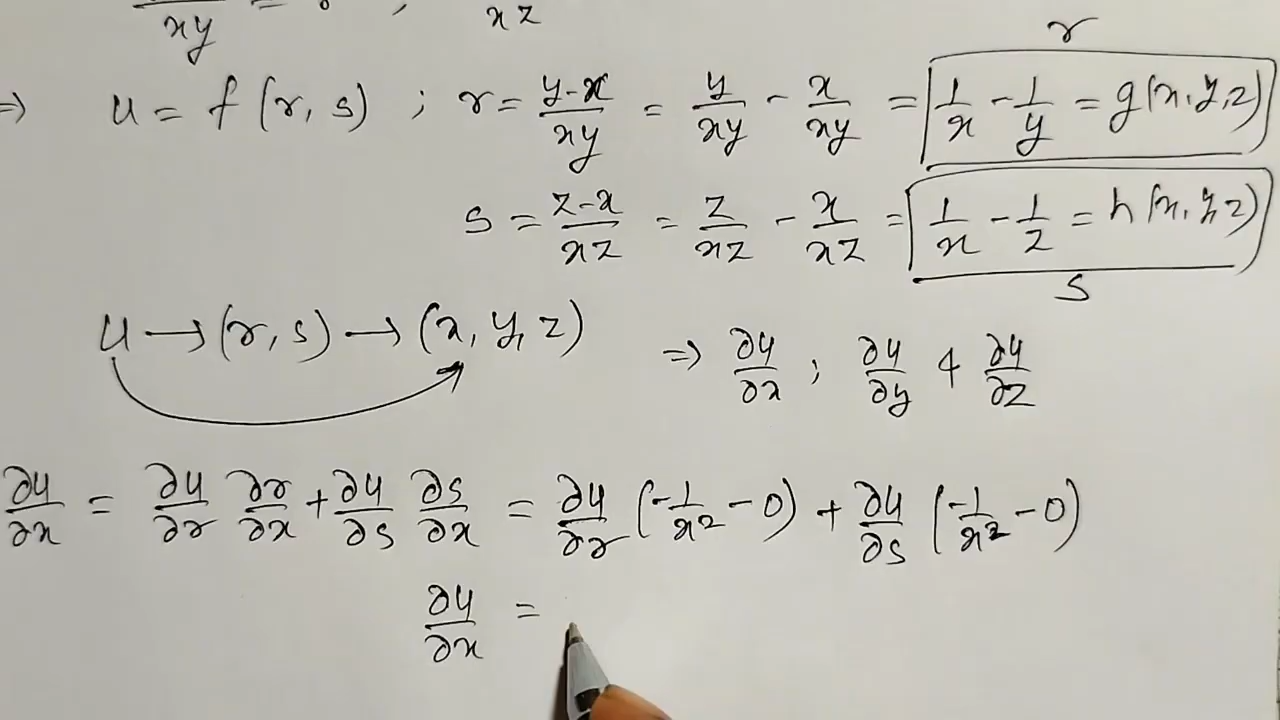 xy ; xz
⇒ u = f (r, s) ; r = y-x/xy = y/xy - x/xy = 1/x - 1/y = g(x, y, z) r
s = z-x/xz = z/xz - x/xz = 1/x - 1/z = h(x, y, z) s
u → (r, s) → (x, y, z) ⇒ ∂u/∂x ; ∂u/∂y & ∂u/∂z
∂u/∂x = ∂u/∂r ∂r/∂x + ∂u/∂s ∂s/∂x = ∂u/∂r (-1/x² - 0) + ∂u/∂s (-1/x² - 0)
∂u/∂x =